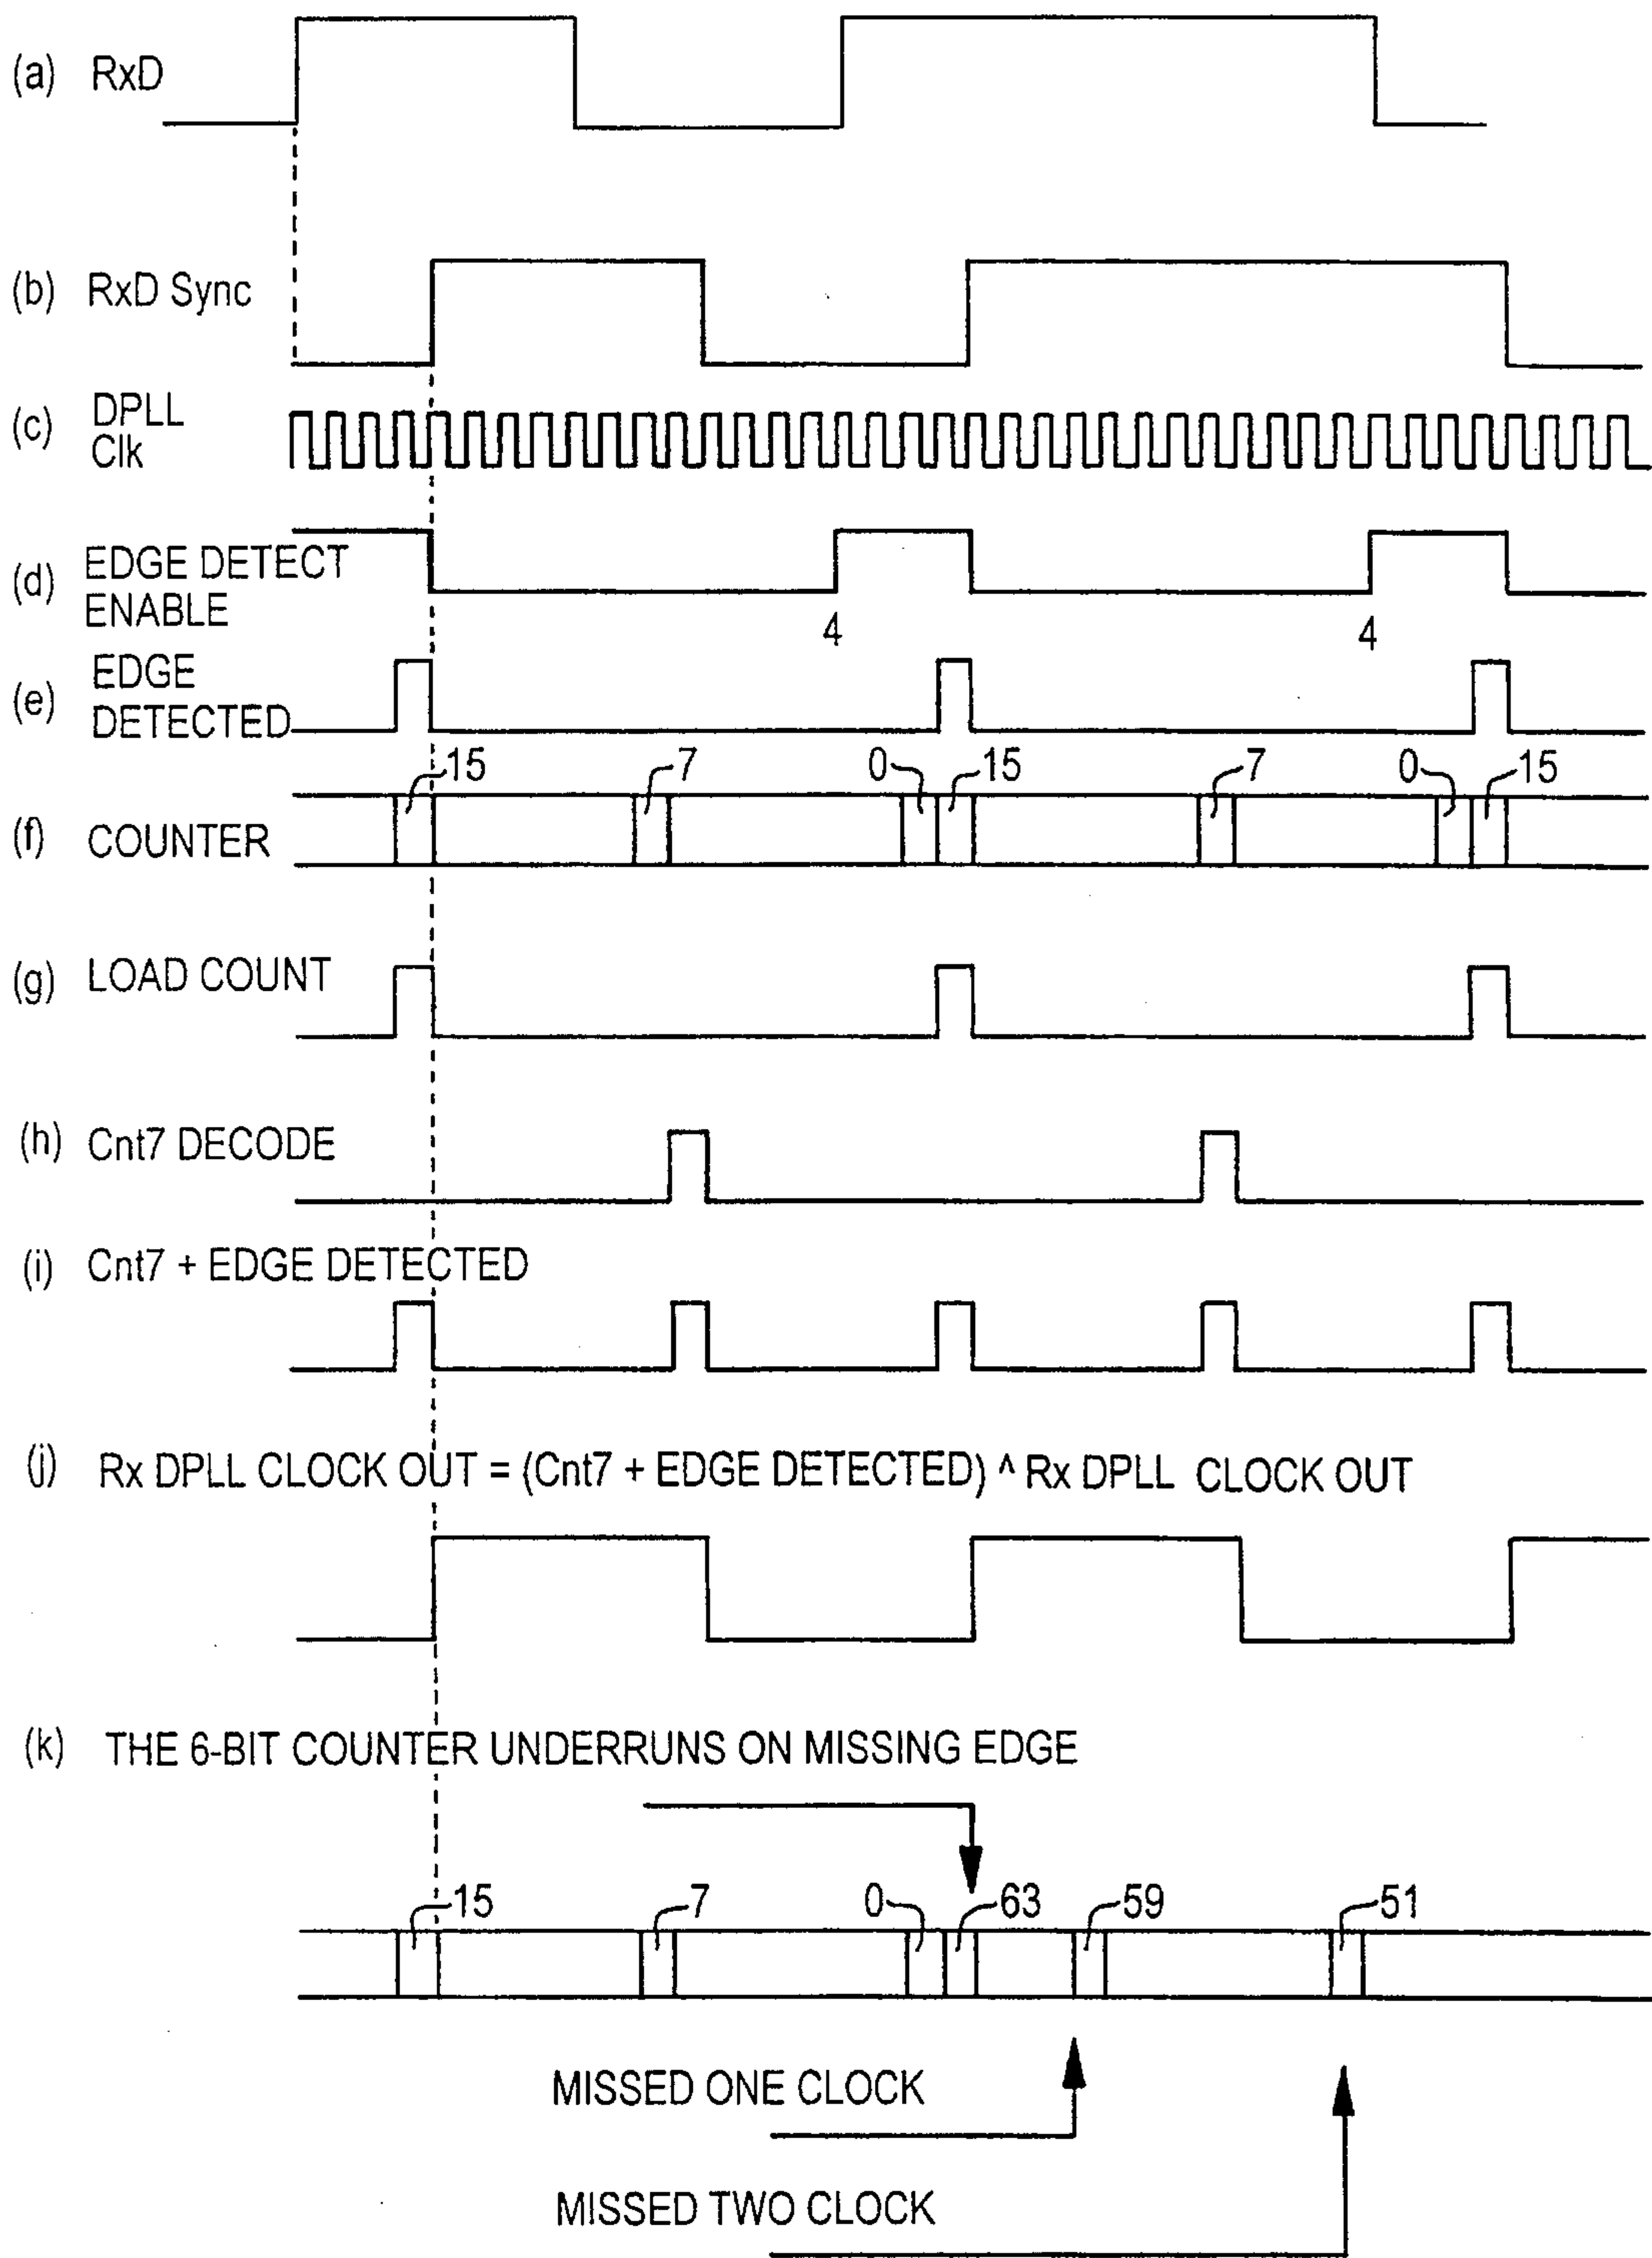 (a) RxD
(b) RxD Sync
(c) DPLL
Clk
(d) EDGE DETECT
ENABLE
4 4
(e) EDGE
DETECTED
15 7 0 15 7 0 15
(f) COUNTER
(g) LOAD COUNT
(h) Cnt7 DECODE
(i) Cnt7 + EDGE DETECTED
(j) Rx DPLL CLOCK OUT = (Cnt7 + EDGE DETECTED) ^ Rx DPLL CLOCK OUT
(k) THE 6-BIT COUNTER UNDERRUNS ON MISSING EDGE
15 7 0 63 59 51
MISSED ONE CLOCK
MISSED TWO CLOCK